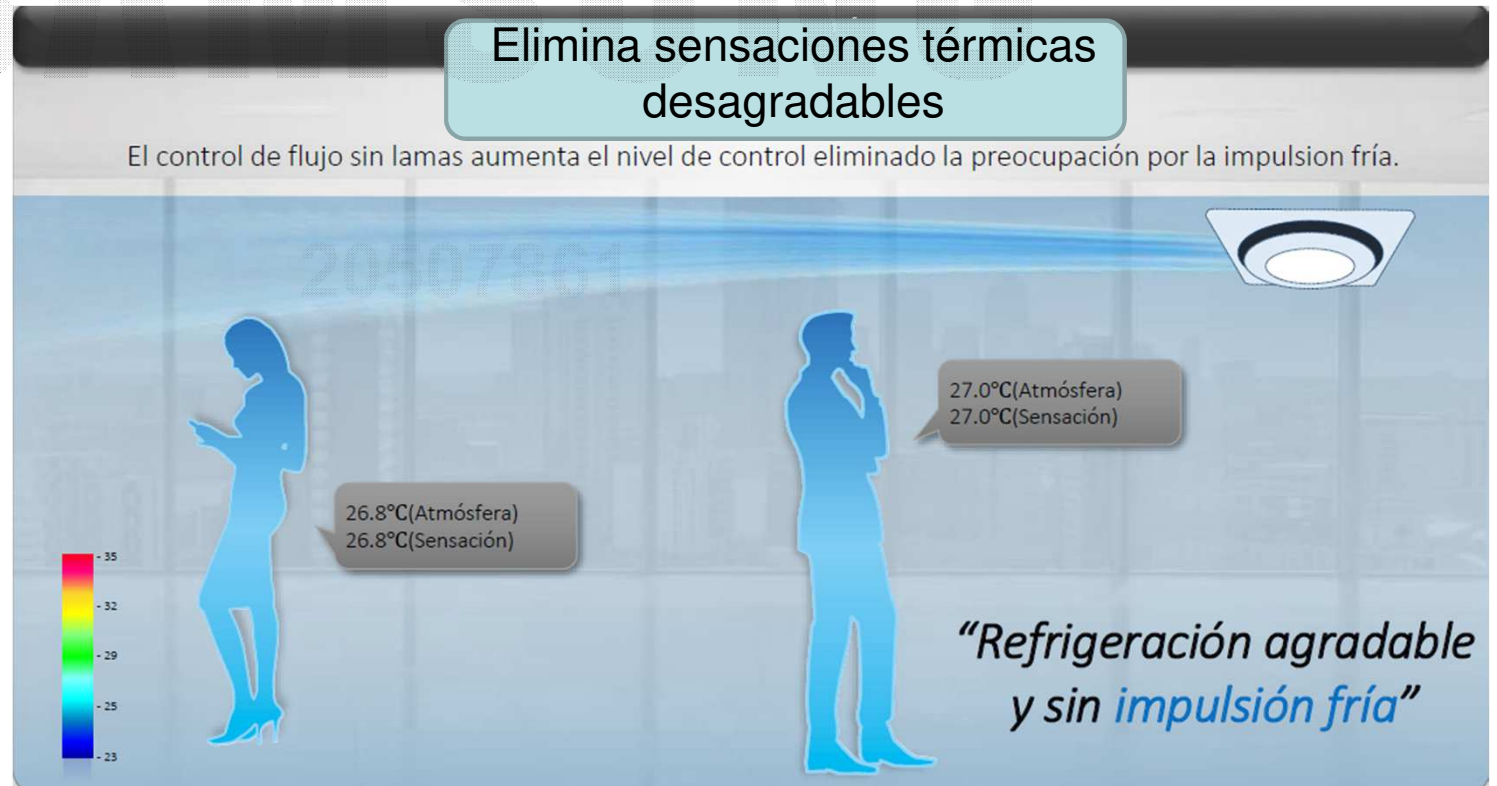 Elimina sensaciones térmicas
desagradables
El control de flujo sin lamas aumenta el nivel de control eliminado la preocupación por la impulsion fría.
20507861
27.0°C(Atmósfera)
27.0°C(Sensación)
26.8°C(Atmósfera)
26.8°C(Sensación)
- 35
- 32
- 29
- 25
- 23
“Refrigeración agradable
y sin impulsión fría”